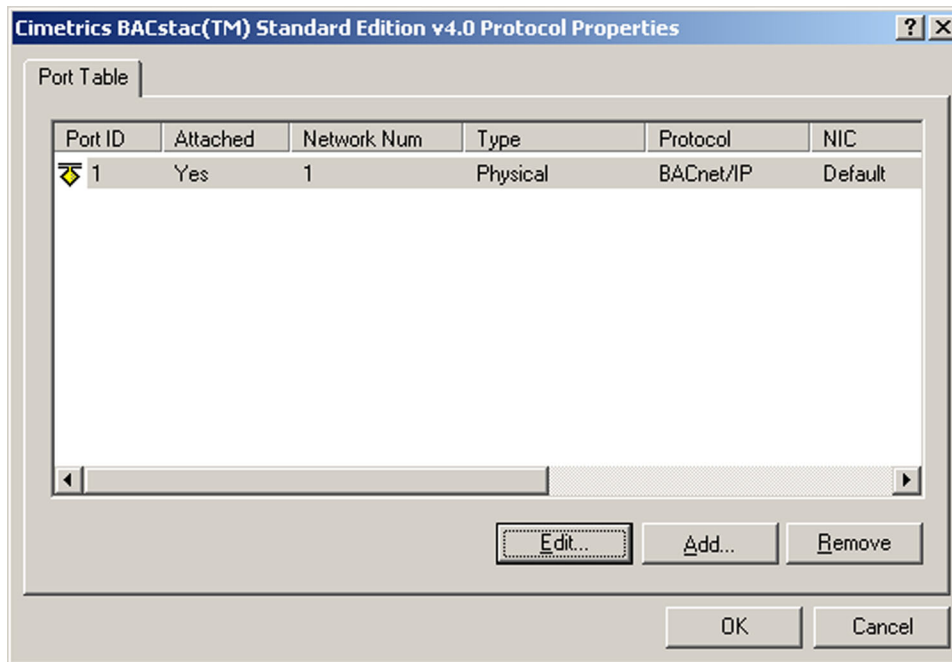 Cimetrics BACstac(TM) Standard Edition v4.0 Protocol Properties
Port Table
Port ID Attached Network Num Type Protocol NIC
1 Yes 1 Physical BACnet/IP Default
Edit... Add... Remove
OK Cancel